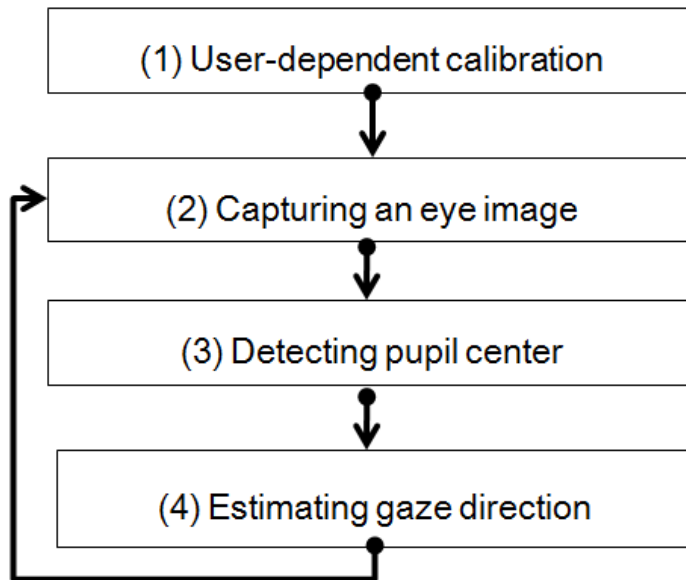 (1) User-dependent calibration
(2) Capturing an eye image
(3) Detecting pupil center
(4) Estimating gaze direction